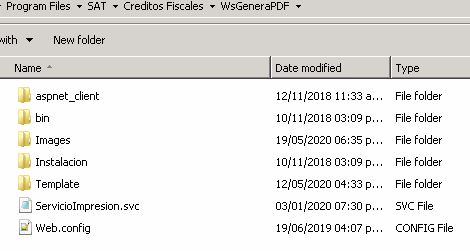 Program Files ▸ SAT ▸ Creditos Fiscales ▸ WsGeneraPDF ▸
with ▼ New folder
Name Date modified Type
aspnet_client 12/11/2018 11:33 a... File folder
bin 10/11/2018 03:09 p... File folder
Images 19/05/2020 06:35 p... File folder
Instalacion 10/11/2018 03:09 p... File folder
Template 12/05/2020 04:33 p... File folder
ServicioImpresion.svc 03/01/2020 07:30 p... SVC File
Web.config 19/06/2019 04:07 p... CONFIG File